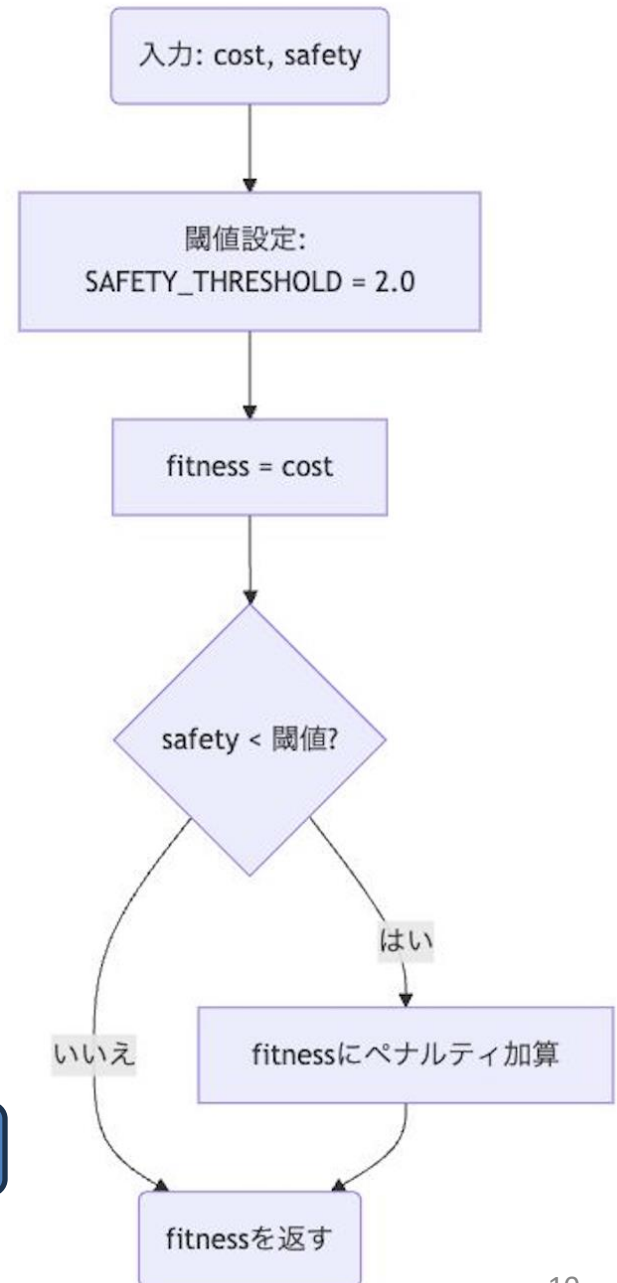 入力: cost, safety
閾値設定:
SAFETY_THRESHOLD = 2.0
fitness = cost
safety < 閾値?
はい
いいえ
fitnessにペナルティ加算
fitnessを返す